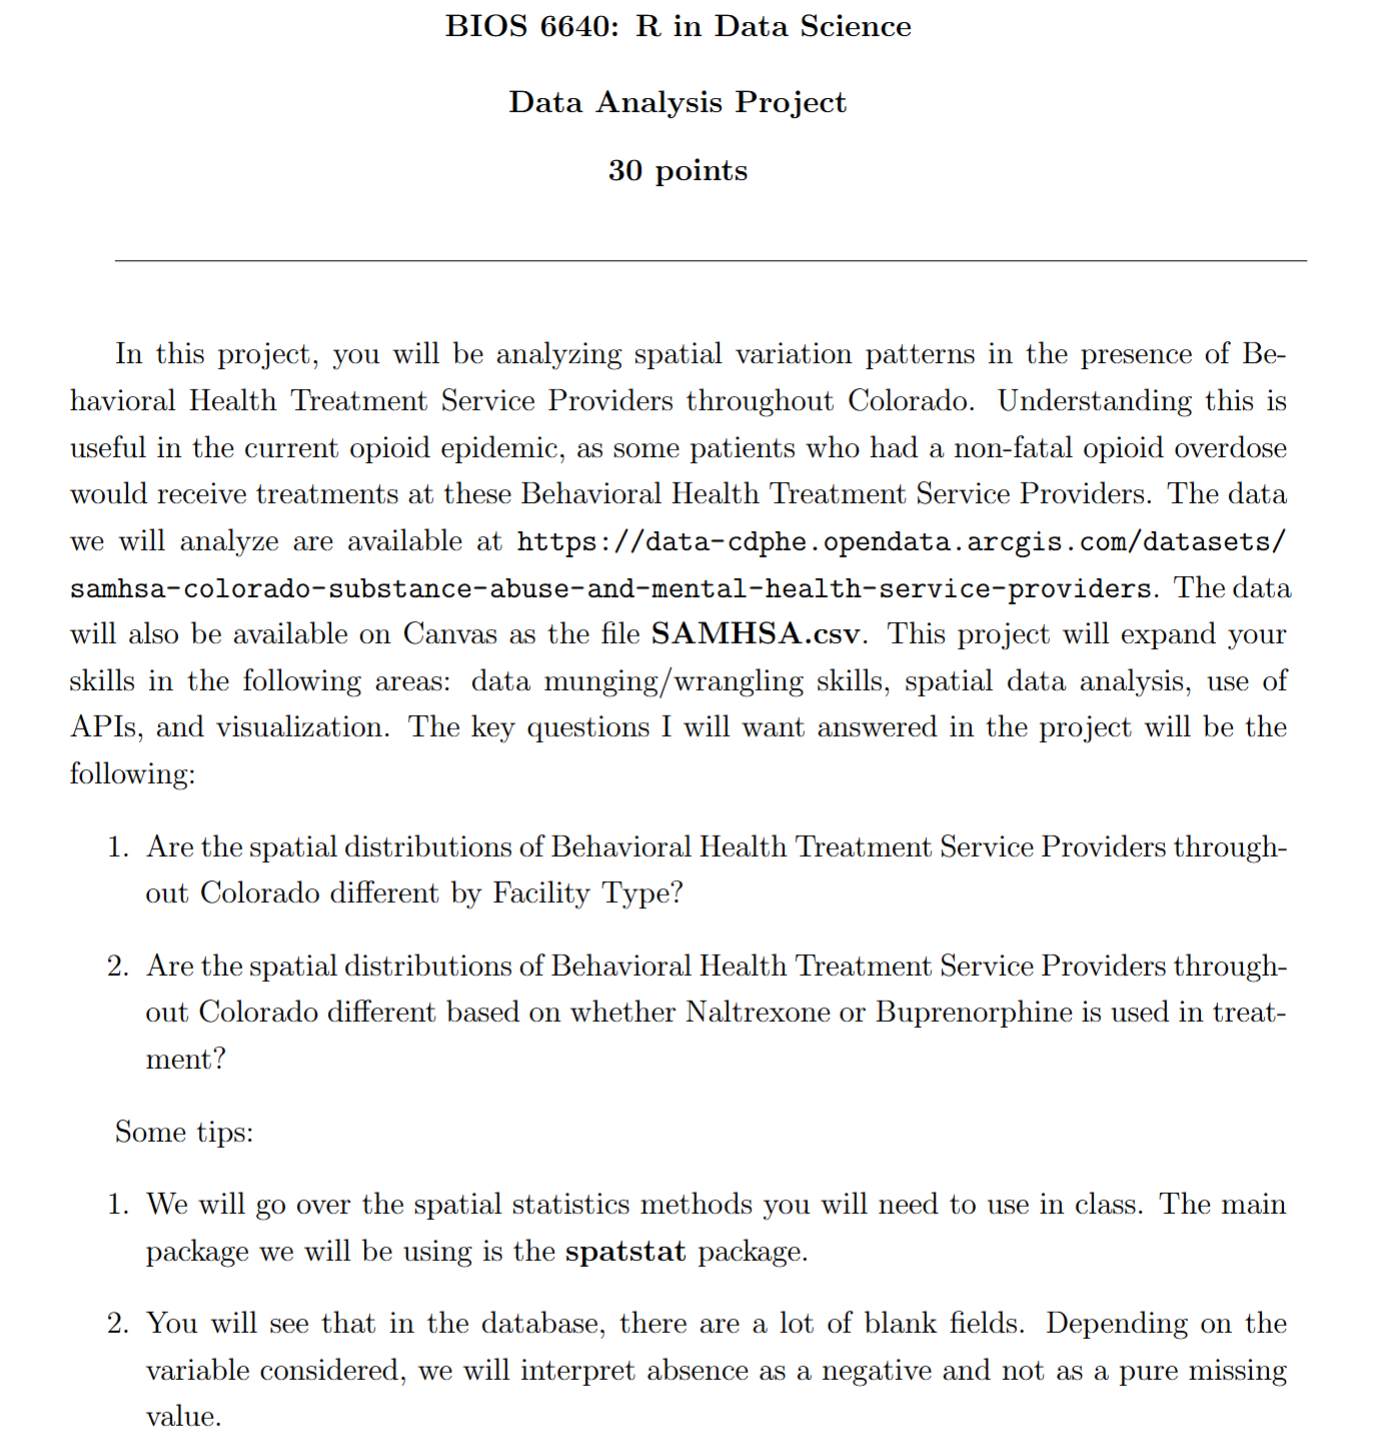 BIOS 6640: R in Data Science
Data Analysis Project
30 points
In this project, you will be analyzing spatial variation patterns in the presence of Be-
havioral Health Treatment Service Providers throughout Colorado. Understanding this is
useful in the current opioid epidemic, as some patients who had a non-fatal opioid overdose
would receive treatments at these Behavioral Health Treatment Service Providers. The data
we will analyze are available at https://data-cdphe.opendata.arcgis.com/datasets/
samhsa-colorado-substance-abuse-and-mental-health-service-providers. The data
will also be available on Canvas as the file SAMHSA.csv. This project will expand your
skills in the following areas: data munging/wrangling skills, spatial data analysis, use of
APIs, and visualization. The key questions I will want answered in the project will be the
following:
1. Are the spatial distributions of Behavioral Health Treatment Service Providers through-
out Colorado different by Facility Type?
2. Are the spatial distributions of Behavioral Health Treatment Service Providers through-
out Colorado different based on whether Naltrexone or Buprenorphine is used in treat-
ment?
Some tips:
1. We will go over the spatial statistics methods you will need to use in class. The main
package we will be using is the spatstat package.
2. You will see that in the database, there are a lot of blank fields. Depending on the
variable considered, we will interpret absence as a negative and not as a pure missing
value.